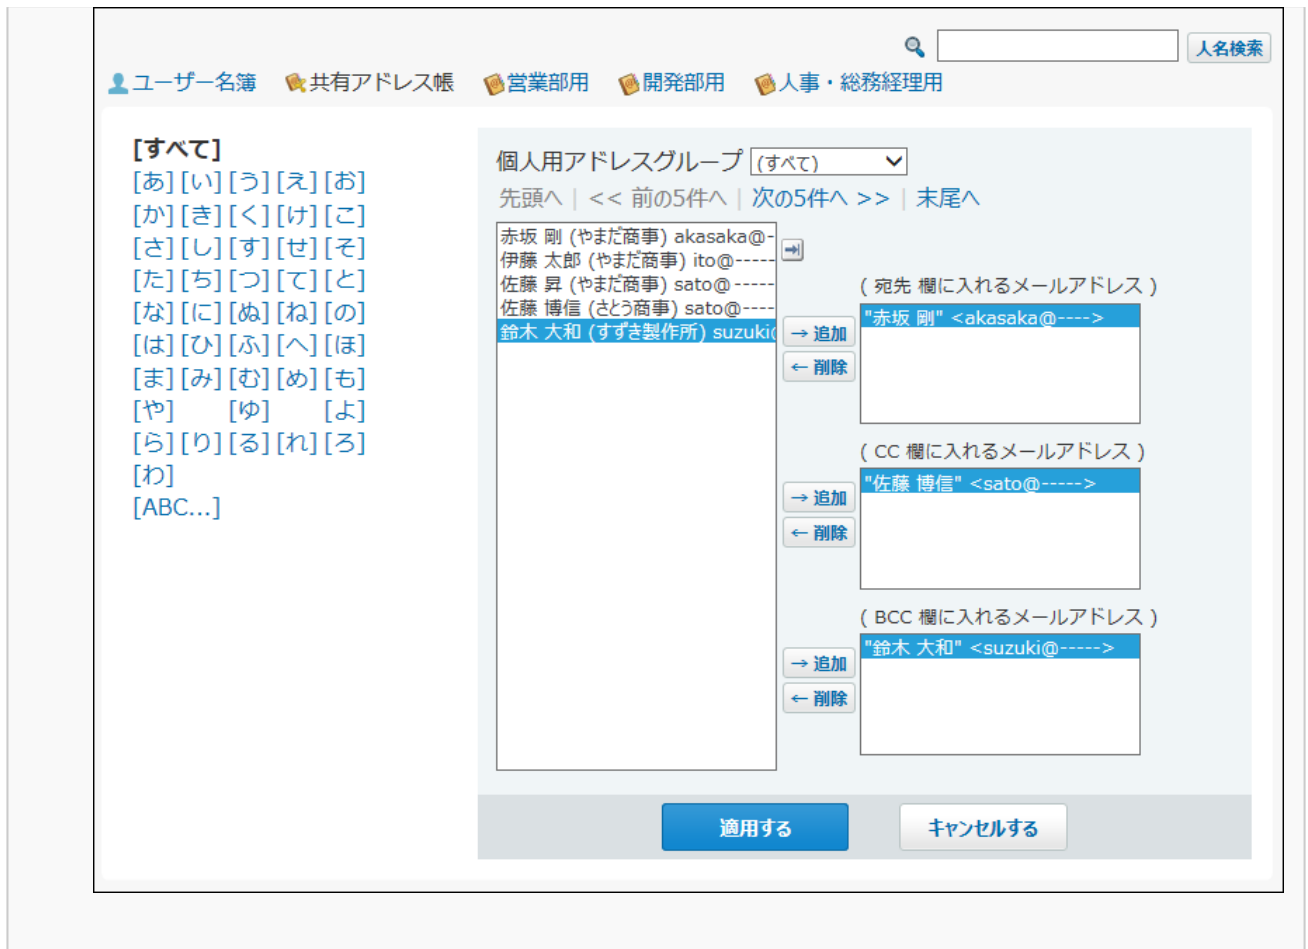 人名検索
ユーザー名簿 共有アドレス帳 営業部用 開発部用 人事・総務経理用
[すべて]
[あ][い][う][え][お]
[か][き][く][け][こ]
[さ][し][す][せ][そ]
[た][ち][つ][て][と]
[な][に][ぬ][ね][の]
[は][ひ][ふ][へ][ほ]
[ま][み][む][め][も]
[や] [ゆ] [よ]
[ら][り][る][れ][ろ]
[わ]
[ABC...]
個人用アドレスグループ (すべて)
先頭へ | << 前の5件へ | 次の5件へ >> | 末尾へ
赤坂 剛 (やまだ商事) akasaka@-
伊藤 太郎 (やまだ商事) ito@-----
佐藤 昇 (やまだ商事) sato@-----
佐藤 博信 (さとう商事) sato@----
鈴木 大和 (すずき製作所) suzuki@
( 宛先 欄に入れるメールアドレス )
→ 追加
← 削除
"赤坂 剛" <akasaka@---->
( CC 欄に入れるメールアドレス )
→ 追加
← 削除
"佐藤 博信" <sato@----->
( BCC 欄に入れるメールアドレス )
→ 追加
← 削除
"鈴木 大和" <suzuki@----->
適用する
キャンセルする